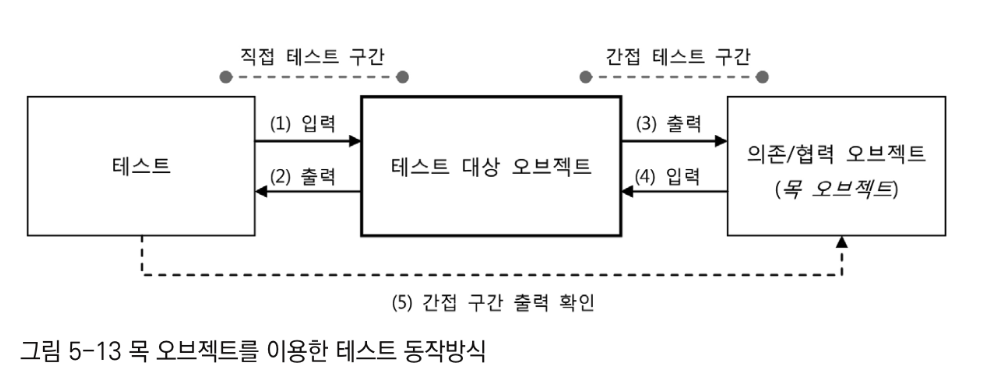 직접 테스트 구간
간접 테스트 구간
테스트
(1) 입력
(2) 출력
테스트 대상 오브젝트
(3) 출력
(4) 입력
의존/협력 오브젝트
(목 오브젝트)
(5) 간접 구간 출력 확인
그림 5-13 목 오브젝트를 이용한 테스트 동작방식